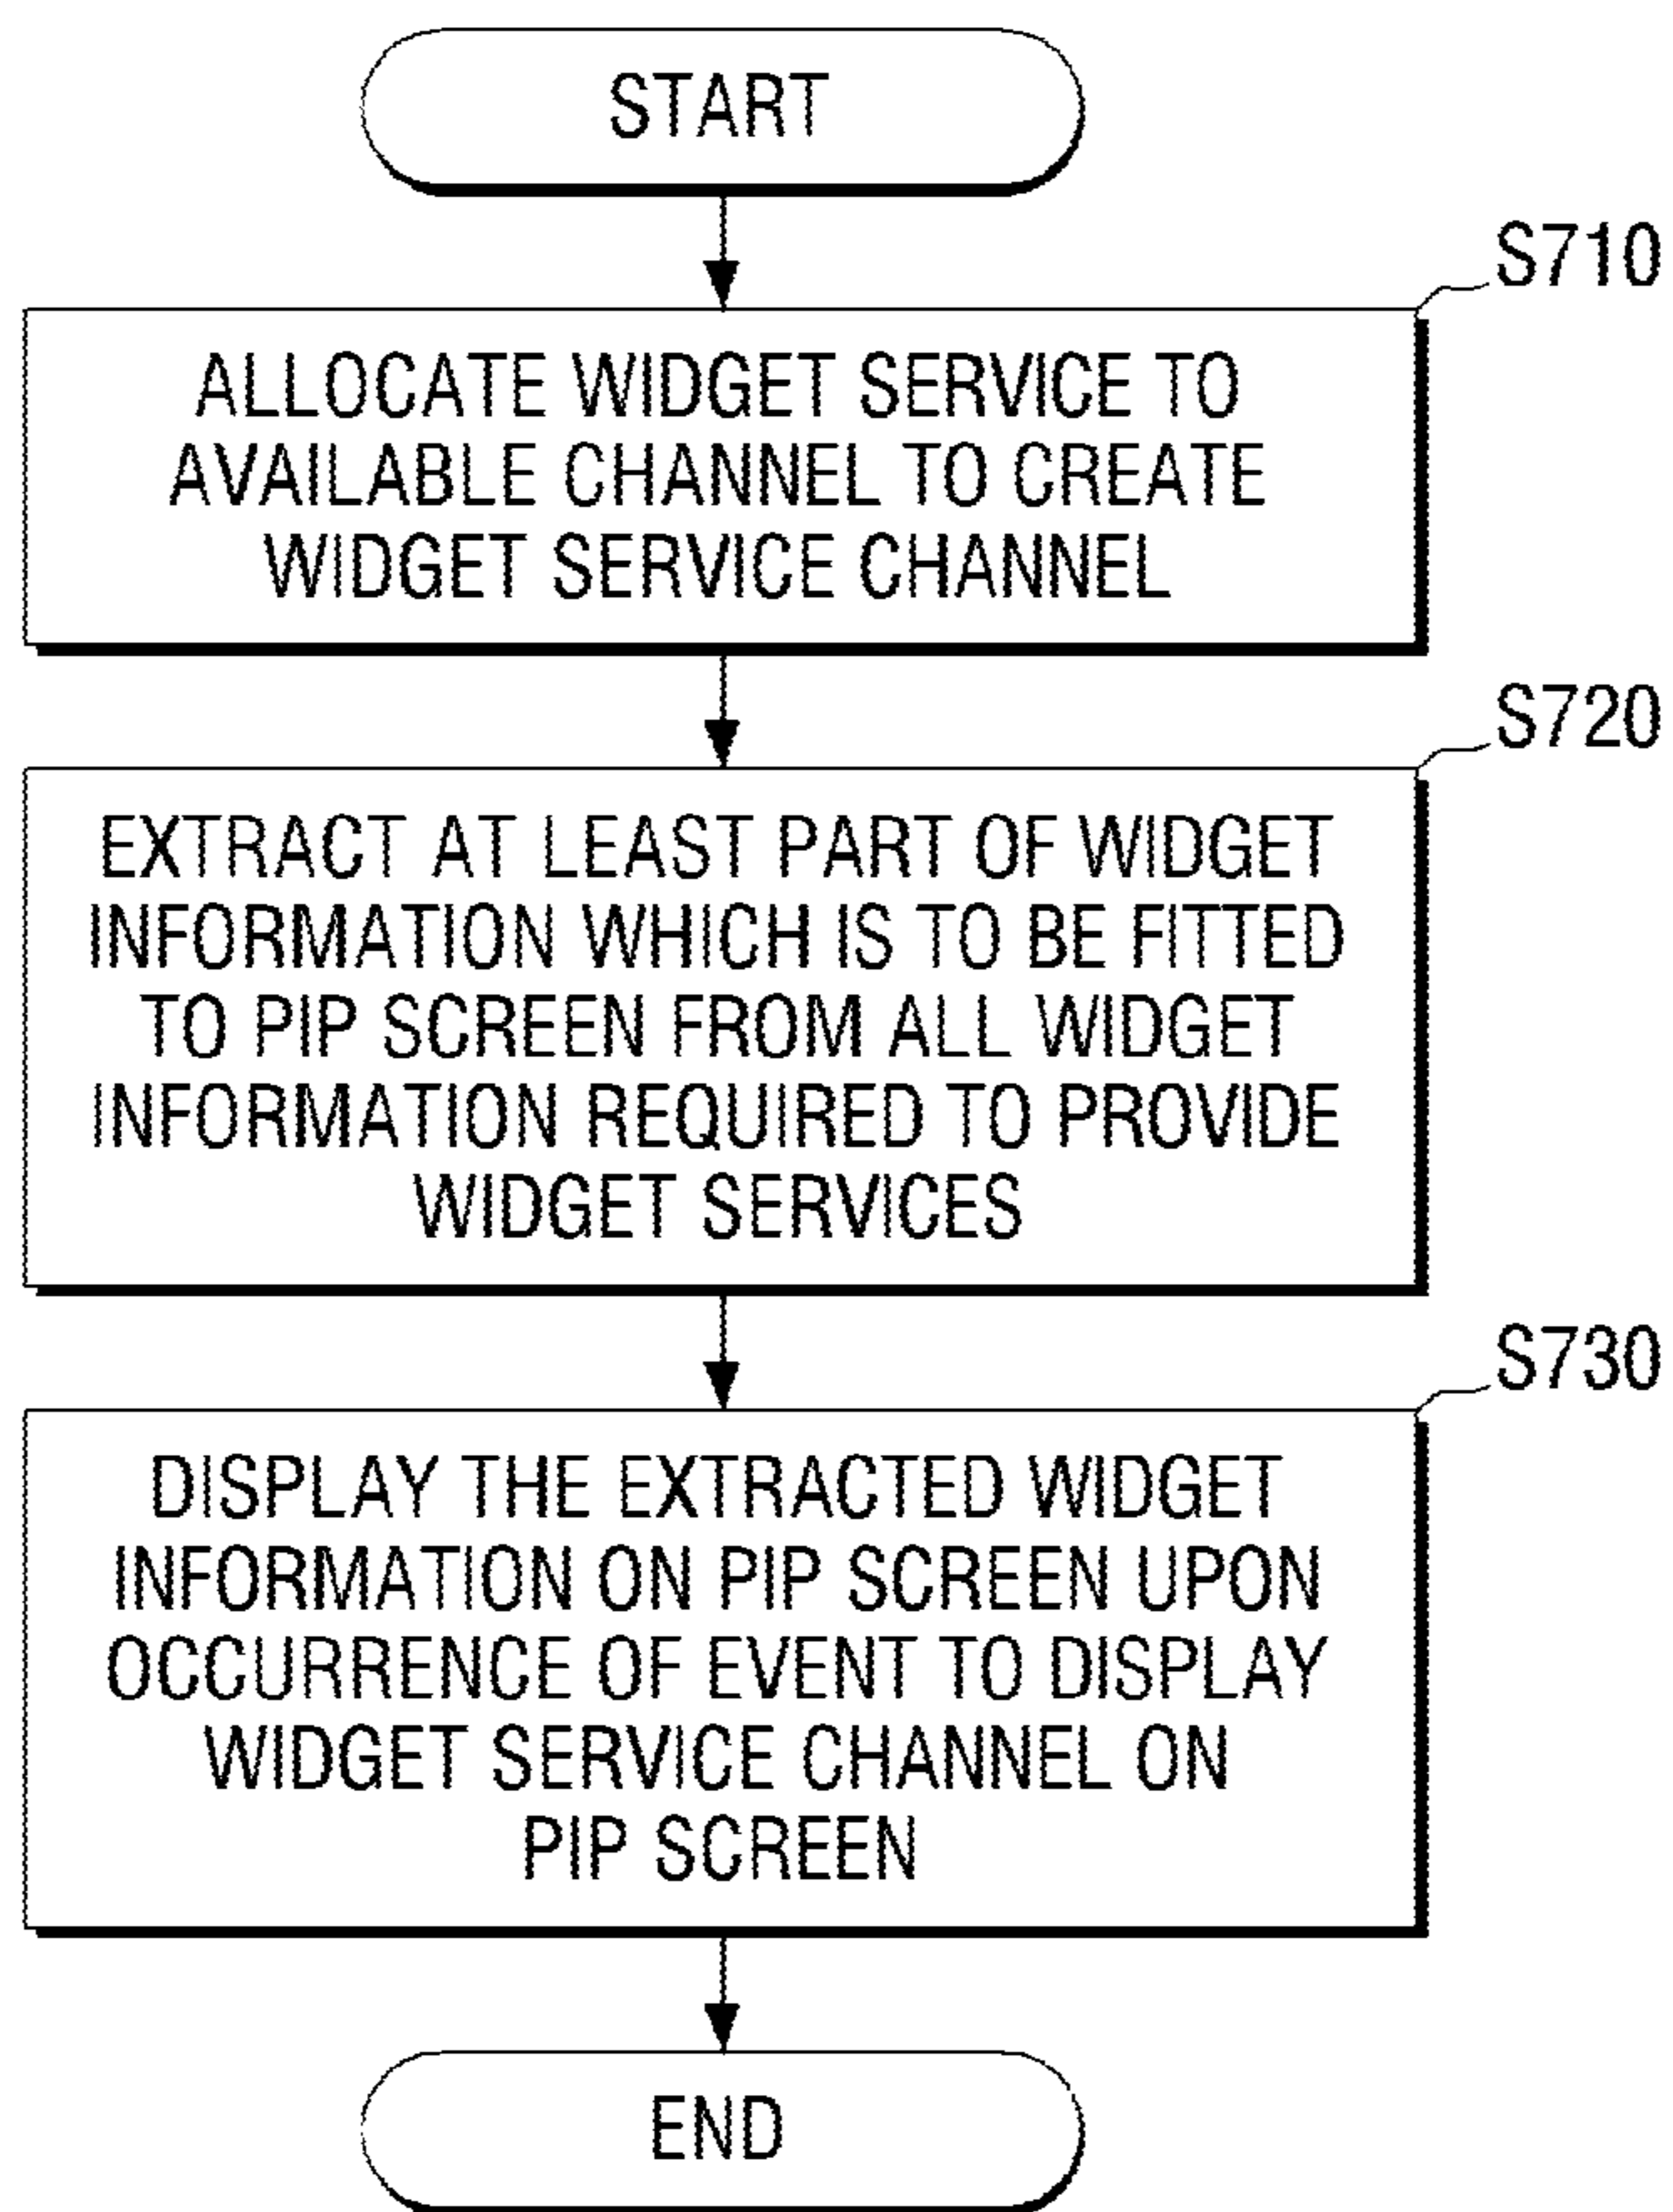 START
S710
ALLOCATE WIDGET SERVICE TO
AVAILABLE CHANNEL TO CREATE
WIDGET SERVICE CHANNEL
S720
EXTRACT AT LEAST PART OF WIDGET
INFORMATION WHICH IS TO BE FITTED
TO PIP SCREEN FROM ALL WIDGET
INFORMATION REQUIRED TO PROVIDE
WIDGET SERVICES
S730
DISPLAY THE EXTRACTED WIDGET
INFORMATION ON PIP SCREEN UPON
OCCURRENCE OF EVENT TO DISPLAY
WIDGET SERVICE CHANNEL ON
PIP SCREEN
END